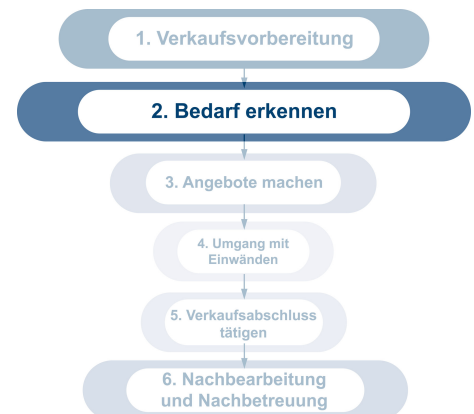 1. Verkaufsvorbereitung
2. Bedarf erkennen
3. Angebote machen
4. Umgang mit
Einwänden
5. Verkaufsabschluss
tätigen
6. Nachbearbeitung
und Nachbetreuung